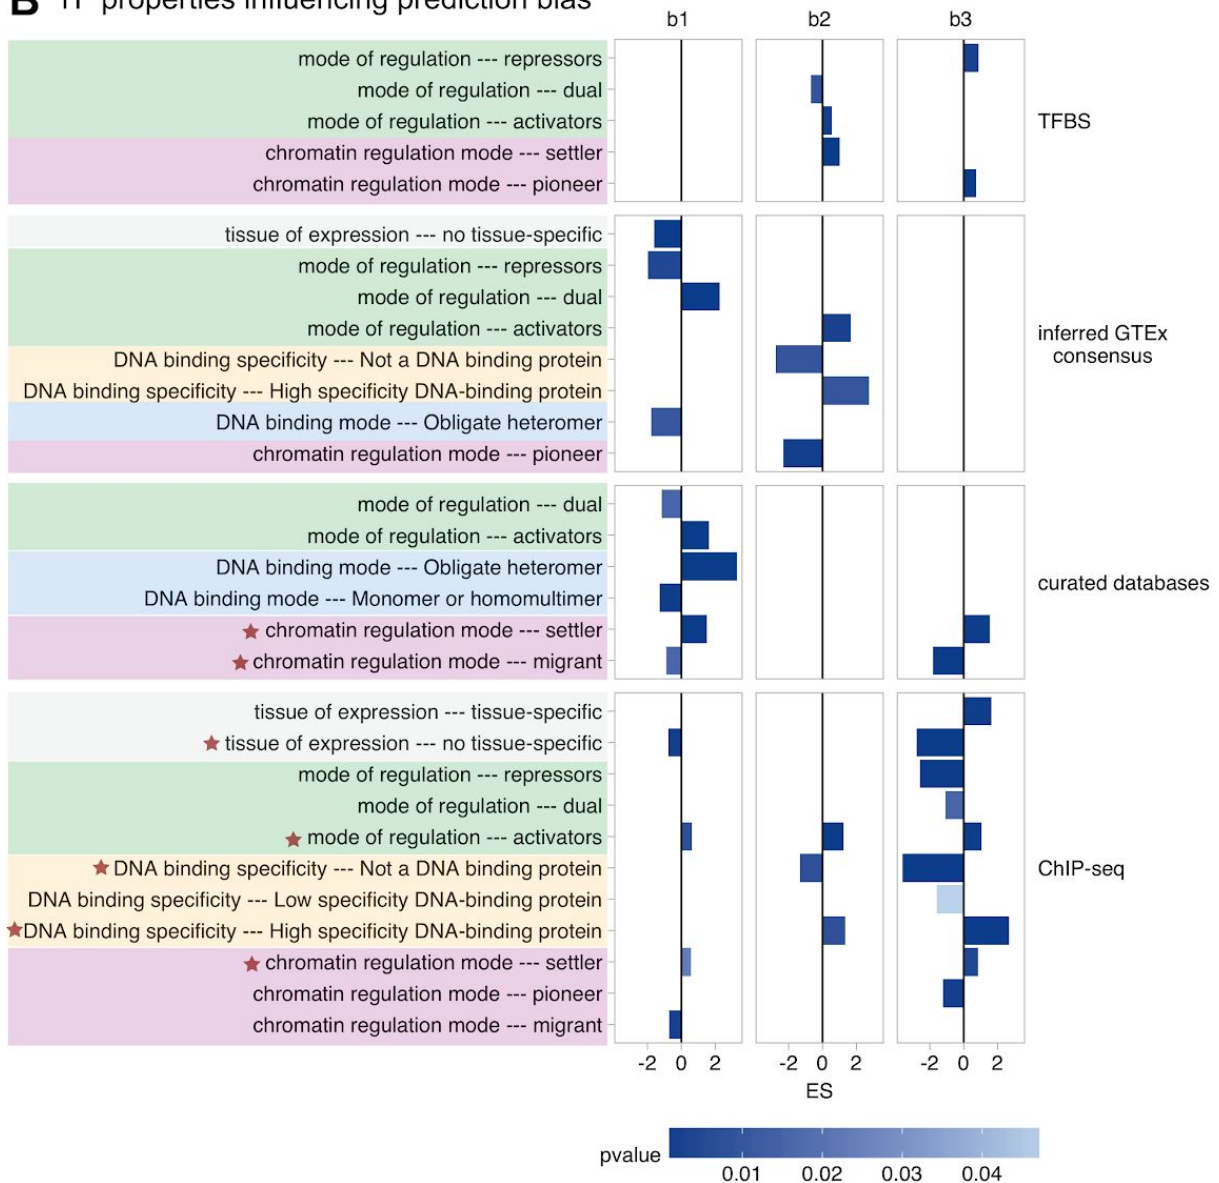 B TF properties influencing prediction bias
b1 b2 b3
mode of regulation --- repressors
mode of regulation --- dual
mode of regulation --- activators
chromatin regulation mode --- settler
chromatin regulation mode --- pioneer
TFBS
tissue of expression --- no tissue-specific
mode of regulation --- repressors
mode of regulation --- dual
mode of regulation --- activators
DNA binding specificity --- Not a DNA binding protein
DNA binding specificity --- High specificity DNA-binding protein
DNA binding mode --- Obligate heteromer
chromatin regulation mode --- pioneer
inferred GTEx
consensus
mode of regulation --- dual
mode of regulation --- activators
DNA binding mode --- Obligate heteromer
DNA binding mode --- Monomer or homomultimer
chromatin regulation mode --- settler
chromatin regulation mode --- migrant
curated databases
tissue of expression --- tissue-specific
tissue of expression --- no tissue-specific
mode of regulation --- repressors
mode of regulation --- dual
mode of regulation --- activators
DNA binding specificity --- Not a DNA binding protein
DNA binding specificity --- Low specificity DNA-binding protein
DNA binding specificity --- High specificity DNA-binding protein
chromatin regulation mode --- settler
chromatin regulation mode --- pioneer
chromatin regulation mode --- migrant
ChIP-seq
-2 0 2 -2 0 2 -2 0 2
ES
pvalue
0.01 0.02 0.03 0.04